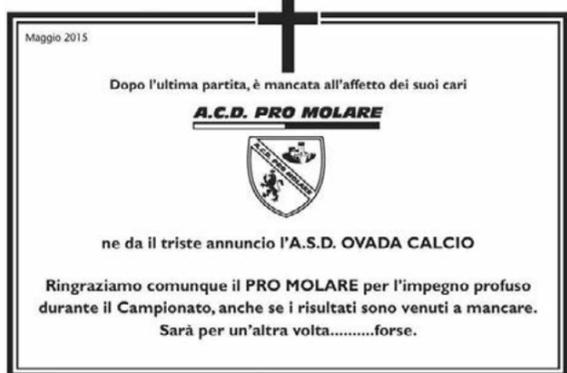 Maggio 2015
Dopo l'ultima partita, è mancata all'affetto dei suoi cari
A.C.D. PRO MOLARE
A.C.D. PRO MOLARE
ne da il triste annuncio l'A.S.D. OVADA CALCIO
Ringraziamo comunque il PRO MOLARE per l'impegno profuso
durante il Campionato, anche se i risultati sono venuti a mancare.
Sarà per un'altra volta..........forse.